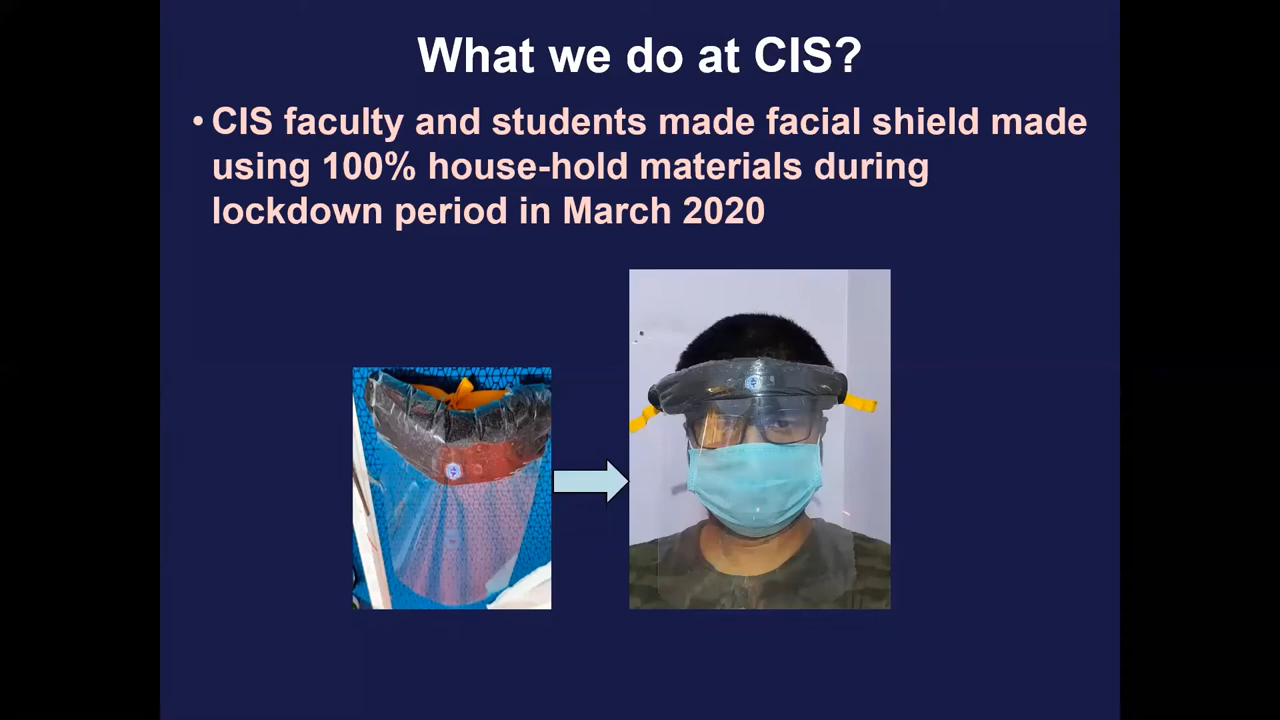 What we do at CIS?
• CIS faculty and students made facial shield made
using 100% house-hold materials during
lockdown period in March 2020